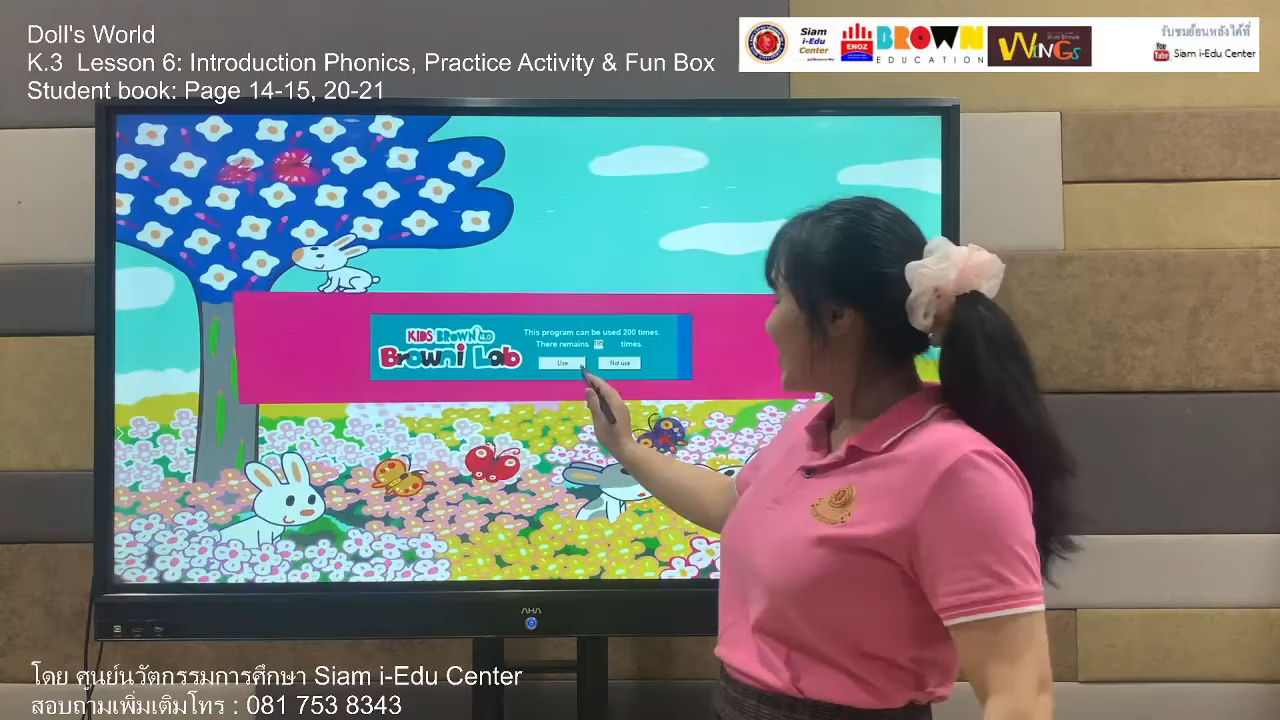 Doll's World
K.3 Lesson 6: Introduction Phonics, Practice Activity & Fun Box
Student book: Page 14-15, 20-21
Siam
i-Edu
Center
ENOZ
BROWN
EDUCATION
WiNGs
รับชมย้อนหลังได้ที่
You
Tube
Siam i-Edu Center
KIDS BROWN
Browni Lab
This program can be used 200 times.
There remains
times.
Use
Not use
AHA
โดย ศูนย์นวัตกรรมการศึกษา Siam i-Edu Center
สอบถามเพิ่มเติมโทร : 081 753 8343